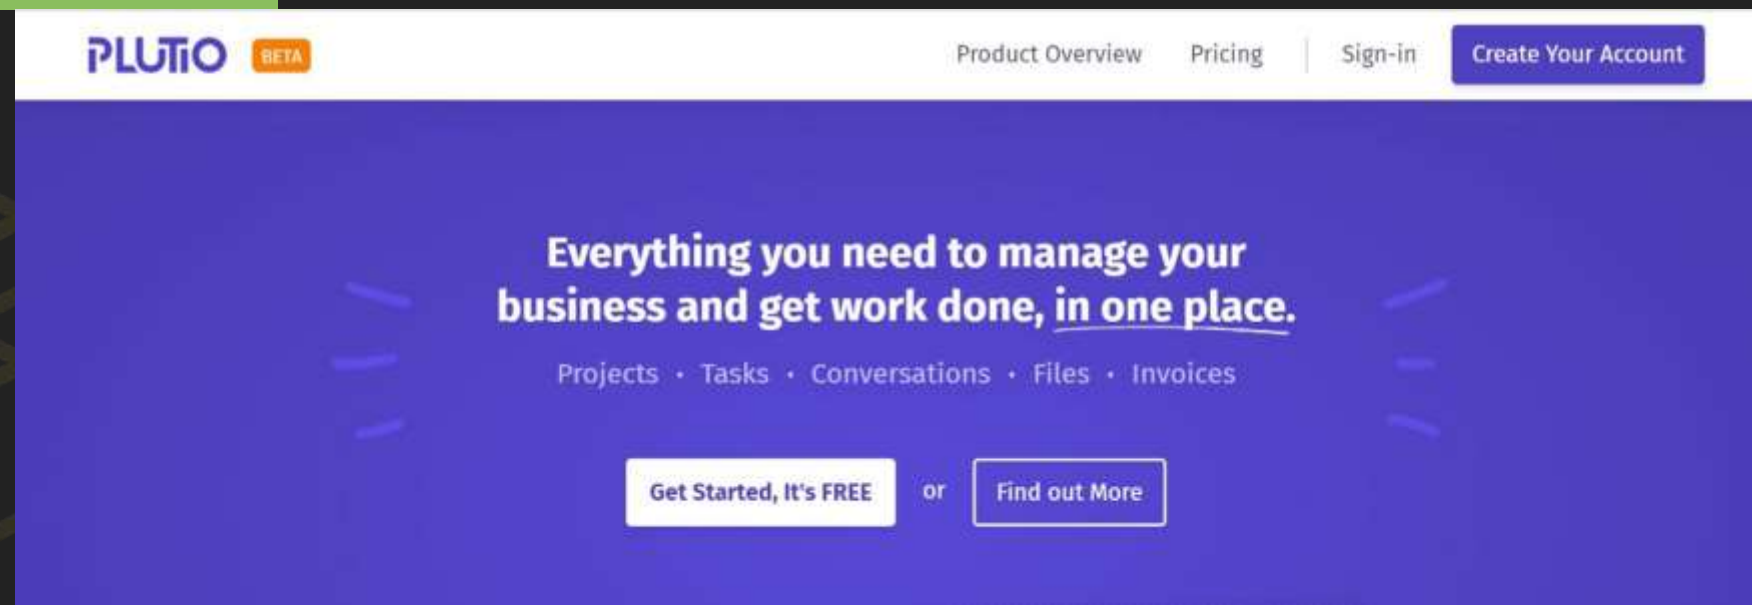 PLUTIO BETA
Product Overview Pricing Sign-in Create Your Account
Everything you need to manage your
business and get work done, in one place.
Projects · Tasks · Conversations · Files · Invoices
Get Started, It's FREE or Find out More